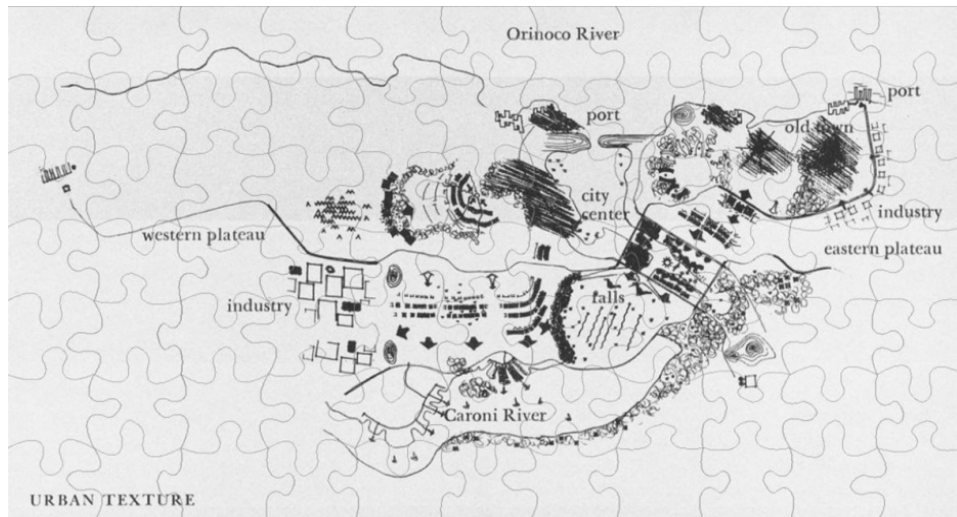 Orinoco River
port
port
old town
city
center
industry
western plateau
eastern plateau
industry
falls
Caroni River
URBAN TEXTURE